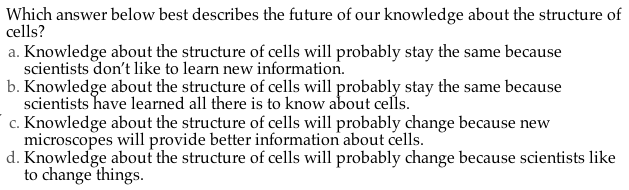 Which answer below best describes the future of our knowledge about the structure of
cells?
a. Knowledge about the structure of cells will probably stay the same because
scientists don't like to learn new information.
b. Knowledge about the structure of cells will probably stay the same because
scientists have learned all there is to know about cells.
c. Knowledge about the structure of cells will probably change because new
microscopes will provide better information about cells.
d. Knowledge about the structure of cells will probably change because scientists like
to change things.